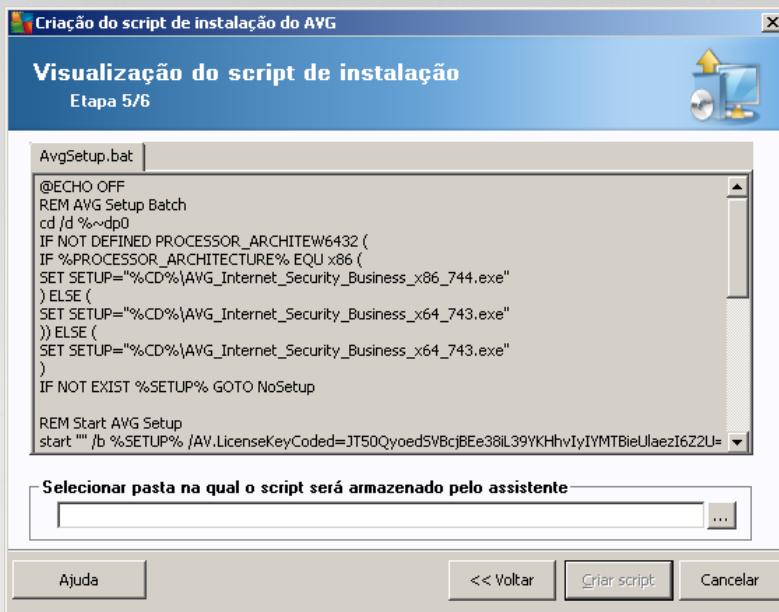 Criação do script de instalação do AVG
Visualização do script de instalação
Etapa 5/6
AvgSetup.bat
@ECHO OFF
REM AVG Setup Batch
cd /d %~dp0
IF NOT DEFINED PROCESSOR_ARCHITEW6432 (
IF %PROCESSOR_ARCHITECTURE% EQU x86 (
SET SETUP="%CD%\AVG_Internet_Security_Business_x86_744.exe"
) ELSE (
SET SETUP="%CD%\AVG_Internet_Security_Business_x64_743.exe"
)) ELSE (
SET SETUP="%CD%\AVG_Internet_Security_Business_x64_743.exe"
)
IF NOT EXIST %SETUP% GOTO NoSetup
REM Start AVG Setup
start "" /b %SETUP% /AV.LicenseKeyCoded=JT50QyoedSVBcjBEe38iL39YKHhvIyIYMTBieUlaezI6Z2U=
Selecionar pasta na qual o script será armazenado pelo assistente
...
Ajuda
<< Voltar
Criar script
Cancelar